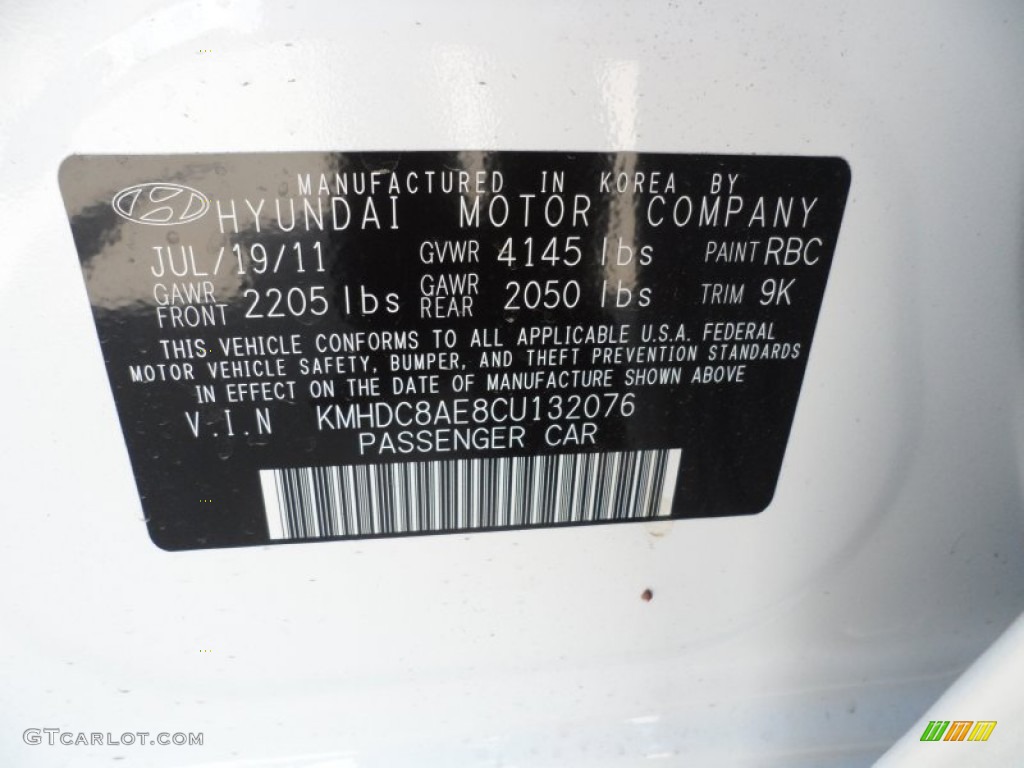 MANUFACTURED IN KOREA BY
HYUNDAI MOTOR COMPANY
JUL/19/11 GVWR 4145 lbs PAINT RBC
GAWR FRONT 2205 lbs GAWR REAR 2050 lbs TRIM 9K
THIS VEHICLE CONFORMS TO ALL APPLICABLE U.S.A. FEDERAL
MOTOR VEHICLE SAFETY, BUMPER, AND THEFT PREVENTION STANDARDS
IN EFFECT ON THE DATE OF MANUFACTURE SHOWN ABOVE
V.I.N KMHDC8AE8CU132076
PASSENGER CAR
GTCARLOT.COM